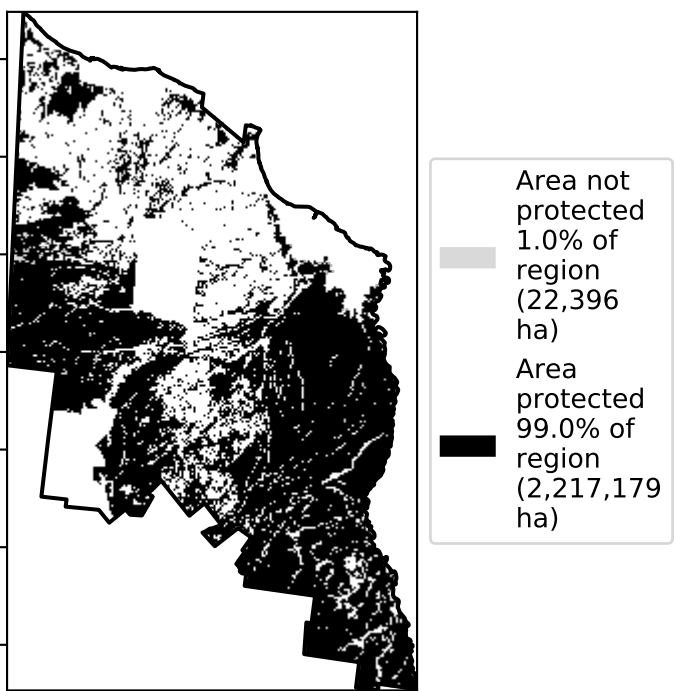 Area not
protected
1.0% of
region
(22,396
ha)
Area
protected
99.0% of
region
(2,217,179
ha)